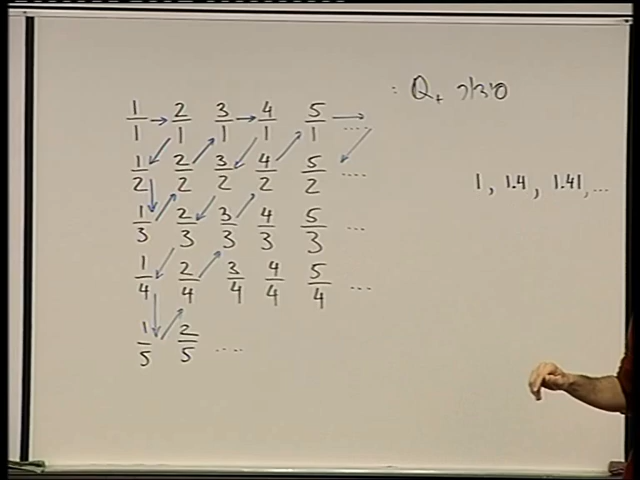 סידור Q₊ :
1/1 2/1 3/1 4/1 5/1 ....
1/2 2/2 3/2 4/2 5/2 ....
1, 1.4, 1.41, ...
1/3 2/3 3/3 4/3 5/3 ...
1/4 2/4 3/4 4/4 5/4 ....
1/5 2/5 ....